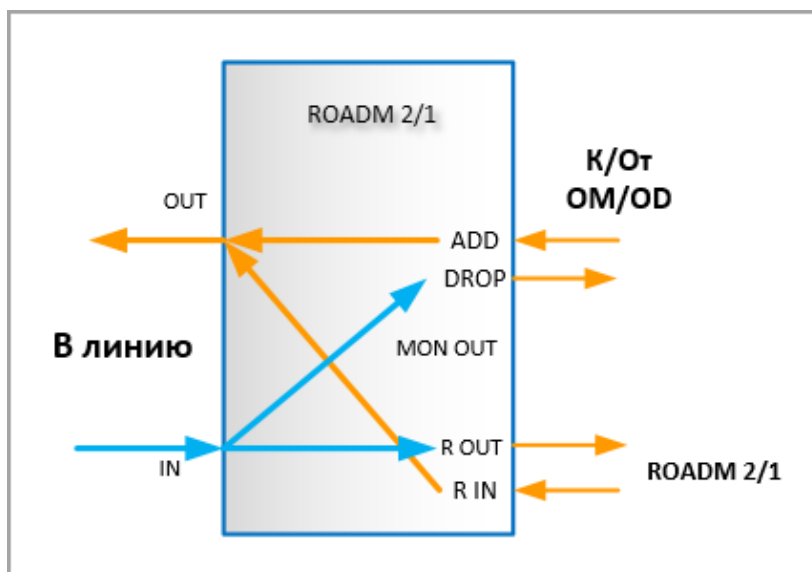 ROADM 2/1
К/От
OM/OD
OUT
ADD
DROP
В линию
MON OUT
IN
R OUT
R IN
ROADM 2/1